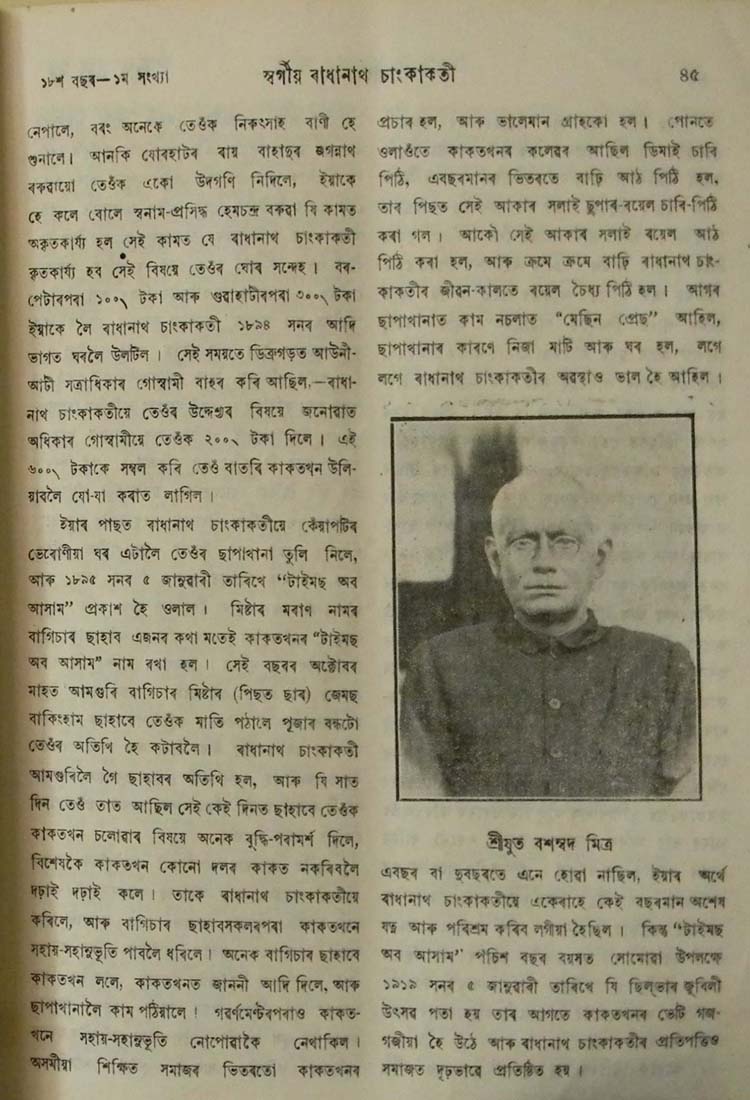 ১৮শ বছৰ—১ম সংখ্যা
স্বৰ্গীয় ৰাধানাথ চাংকাকতী
৪৫
নেপালে, বৰং অনেকে তেওঁক নিৰুৎসাহ বাণী হে
শুনালে। আনকি যোৰহাটৰ ৰায় বাহাদুৰ জগন্নাথ
বৰুৱায়ো তেওঁক একো উদগণি নিদিলে, ইয়াকে
হে কলে বোলে স্বনাম-প্ৰসিদ্ধ হেমচন্দ্ৰ বৰুৱা যি কামত
অকৃতকাৰ্য্য হল সেই কামত যে ৰাধানাথ চাংকাকতী
কৃতকাৰ্য্য হব সেই বিষয়ে তেওঁৰ ঘোৰ সন্দেহ। বৰ-
পেটাৰপৰা ১০০৲ টকা আৰু গুৱাহাটীৰপৰা ৩০০৲ টকা
ইয়াকে লৈ ৰাধানাথ চাংকাকতী ১৮৯৪ সনৰ আদি
ভাগত ঘৰলৈ উলটিল। সেই সময়তে ডিব্ৰুগড়ত আউনী-
আটী সত্ৰাধিকাৰ গোস্বামী বাহৰ কৰি আছিল,—ৰাধা-
নাথ চাংকাকতীয়ে তেওঁৰ উদ্দেশ্যৰ বিষয়ে জনোৱাত
অধিকাৰ গোস্বামীয়ে তেওঁক ২০০৲ টকা দিলে। এই
৬০০৲ টকাকে সম্বল কৰি তেওঁ বাতৰি কাকতখন উলি-
য়াবলৈ যো-যা কৰাত লাগিল।
ইয়াৰ পাছত ৰাধানাথ চাংকাকতীয়ে কেঁয়াপটিৰ
ভেৰোণীয়া ঘৰ এটালৈ তেওঁৰ ছাপাখানা তুলি নিলে,
আৰু ১৮৯৫ সনৰ ৫ জানুৱাৰী তাৰিখে “টাইমছ অব
আসাম” প্ৰকাশ হৈ ওলাল। মিষ্টাৰ মৰাণ নামৰ
বাগিচাৰ ছাহাব এজনৰ কথা মতেই কাকতখনৰ “টাইমছ
অব আসাম” নাম ৰখা হল। সেই বছৰৰ অক্টোবৰ
মাহত আমগুৰি বাগিচাৰ মিষ্টাৰ (পিছত ছাৰ) জেমছ
বাকিংহাম ছাহাবে তেওঁক মাতি পঠালে পূজাৰ বন্ধটো
তেওঁৰ অতিথি হৈ কটাবলৈ। ৰাধানাথ চাংকাকতী
আমগুৰিলৈ গৈ ছাহাবৰ অতিথি হল, আৰু যি সাত
দিন তেওঁ তাত আছিল সেই কেই দিনত ছাহাবে তেওঁক
কাকতখন চলোৱাৰ বিষয়ে অনেক বুদ্ধি-পৰামৰ্শ দিলে,
বিশেষকৈ কাকতখন কোনো দলৰ কাকত নকৰিবলৈ
দঢ়াই দঢ়াই কলে। তাকে ৰাধানাথ চাংকাকতীয়ে
কৰিলে, আৰু বাগিচাৰ ছাহাবসকলৰপৰা কাকতখনে
সহায়-সহানুভূতি পাবলৈ ধৰিলে। অনেক বাগিচাৰ ছাহাবে
কাকতখন ললে, কাকতখনত জাননী আদি দিলে, আৰু
ছাপাখানালৈ কাম পঠিয়ালে। গৱৰ্ণমেণ্টৰপৰাও কাকত-
খনে সহায়-সহানুভূতি নোপোৱাকৈ নেথাকিল।
অসমীয়া শিক্ষিত সমাজৰ ভিতৰতো কাকতখনৰ
প্ৰচাৰ হল, আৰু ভালেমান গ্ৰাহকো হল। পোনতে
ওলাওঁতে কাকতখনৰ কলেৱৰ আছিল ডিমাই চাৰি
পিঠি, এবছৰমানৰ ভিতৰতে বাঢ়ি আঠ পিঠি হল,
তাৰ পিছত সেই আকাৰ সলাই ছুপাৰ-ৰয়েল চাৰি-পিঠি
কৰা গল। আকৌ সেই আকাৰ সলাই ৰয়েল আঠ
পিঠি কৰা হল, আৰু ক্ৰমে ক্ৰমে বাঢ়ি ৰাধানাথ চাং-
কাকতীৰ জীৱন-কালতে ৰয়েল চৈধ্য পিঠি হল। আগৰ
ছাপাখানাত কাম নচলাত “মেছিন প্ৰেছ” আহিল,
ছাপাখানাৰ কাৰণে নিজা মাটি আৰু ঘৰ হল, লগে
লগে ৰাধানাথ চাংকাকতীৰ অৱস্থাও ভাল হৈ আহিল।
শ্ৰীযুত বশম্বদ মিত্ৰ
এবছৰ বা দুবছৰতে এনে হোৱা নাছিল, ইয়াৰ অৰ্থে
ৰাধানাথ চাংকাকতীয়ে একেৰাহে কেই বছৰমান অশেষ
যত্ন আৰু পৰিশ্ৰম কৰিব লগীয়া হৈছিল। কিন্তু “টাইমছ
অব আসাম” পচিশ বছৰ বয়সত সোমোৱা উপলক্ষে
১৯১৯ সনৰ ৫ জানুৱাৰী তাৰিখে যি ছিল্ভাৰ জুবিলী
উৎসৱ পতা হয় তাৰ আগতে কাকতখনৰ ভেটি গজ-
গজীয়া হৈ উঠে আৰু ৰাধানাথ চাংকাকতীৰ প্ৰতিপত্তিও
সমাজত দৃঢ়ভাৱে প্ৰতিষ্ঠিত হয়।